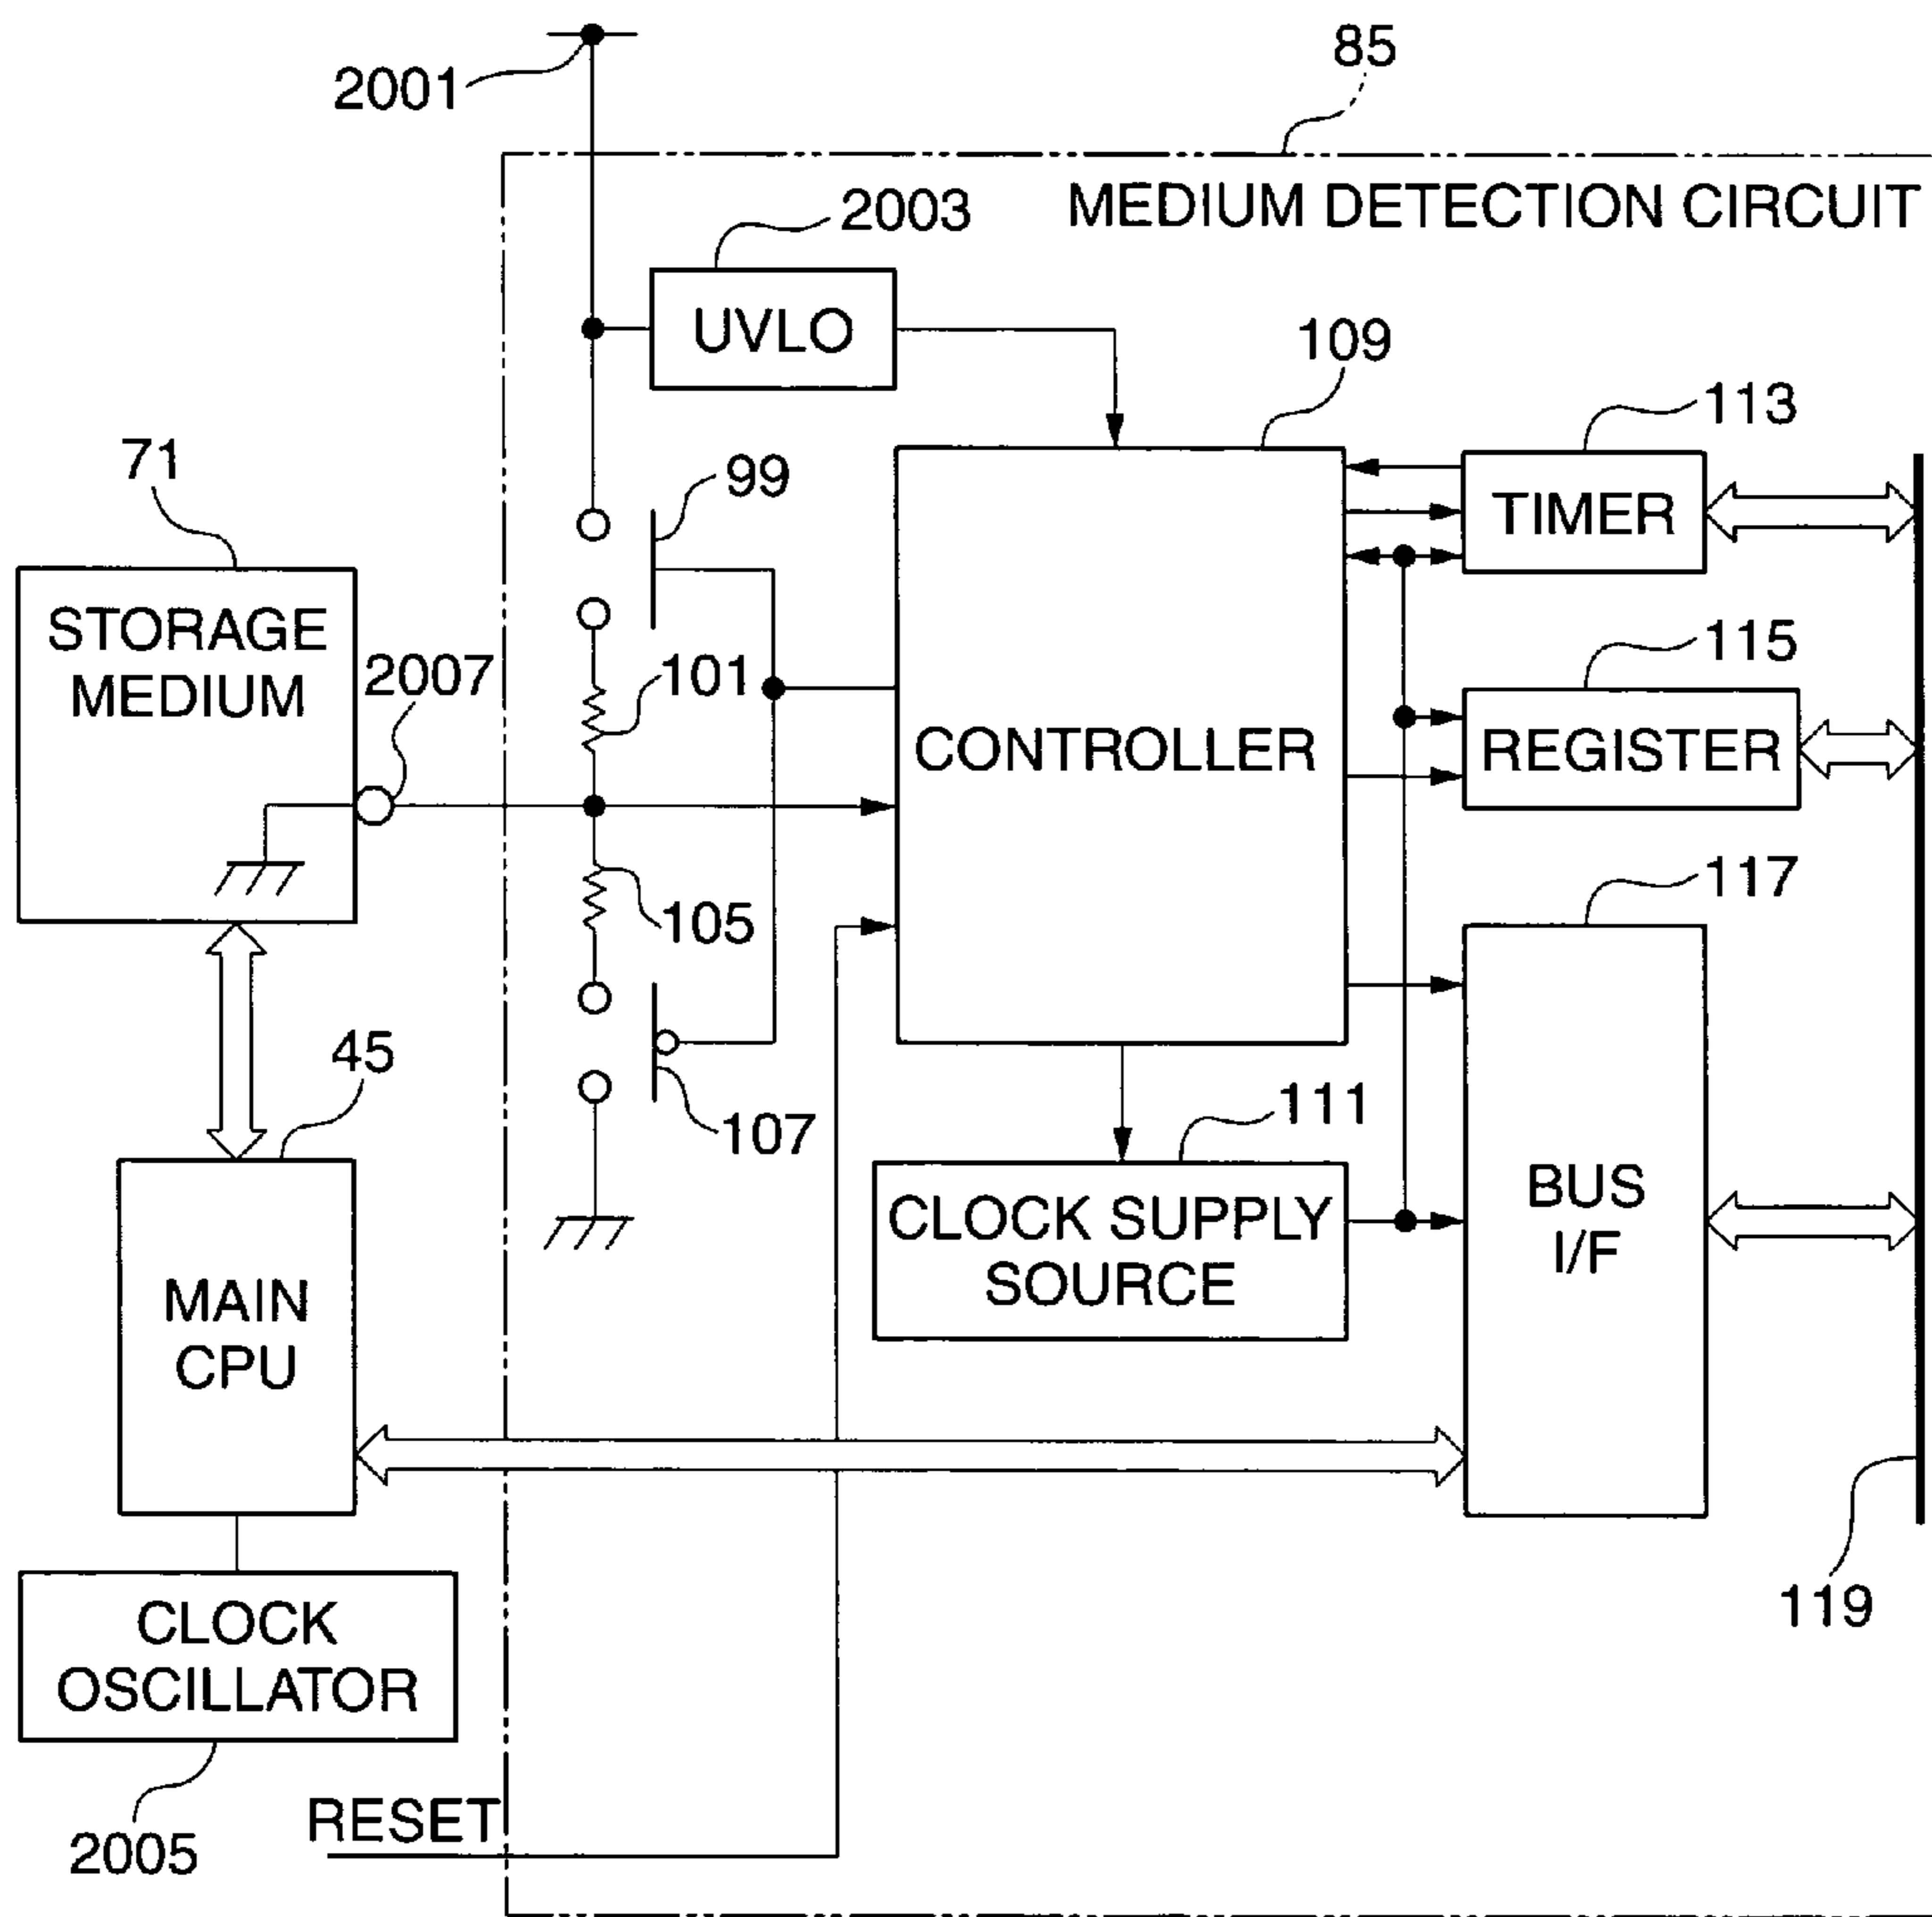 85
2001
MEDIUM DETECTION CIRCUIT
2003
UVLO
109
113
71
99
TIMER
STORAGE
MEDIUM
2007
101
115
CONTROLLER
REGISTER
117
105
45
107
111
CLOCK SUPPLY
SOURCE
BUS
I/F
MAIN
CPU
119
CLOCK
OSCILLATOR
RESET
2005